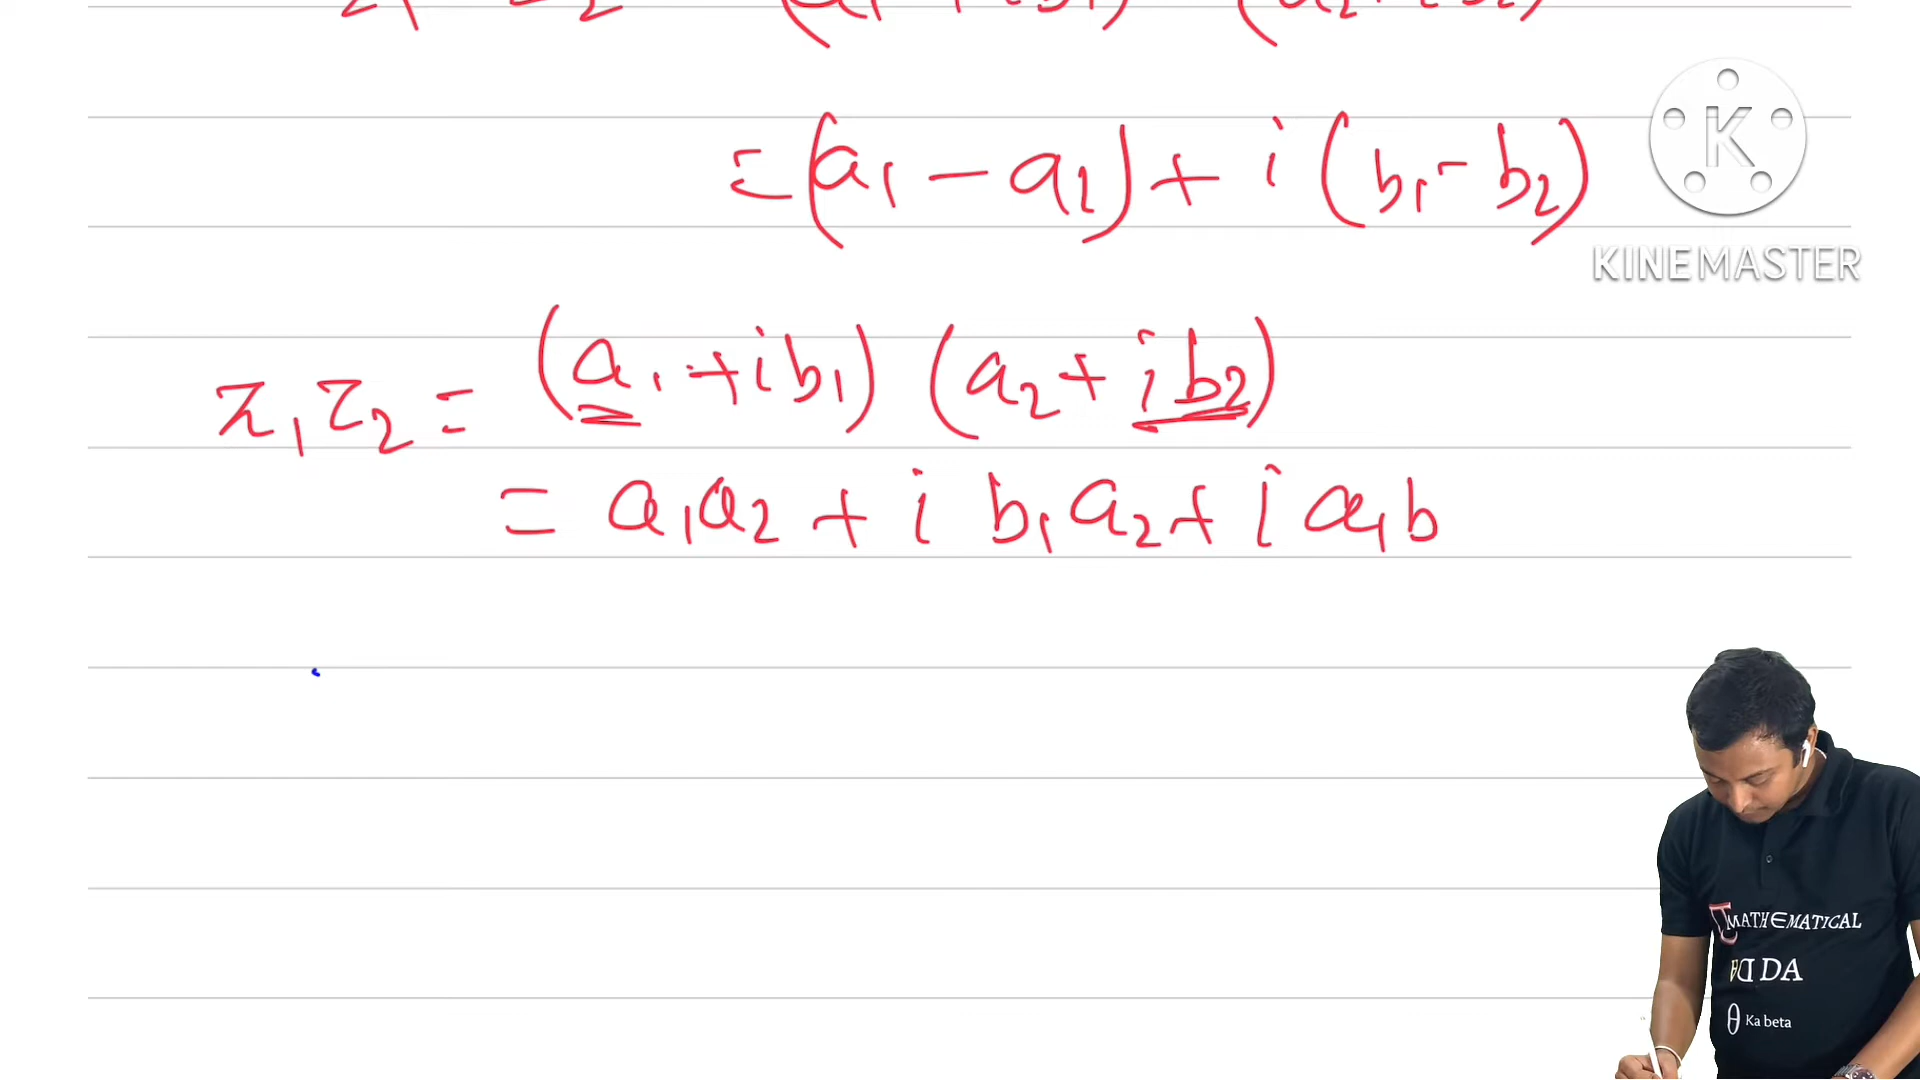 = (a₁ − a₂) + i (b₁ − b₂)
KINEMASTER
z₁z₂ = (a₁ + ib₁) (a₂ + ib₂)
= a₁a₂ + i b₁a₂ + i a₁b
MATHEMATICAL
DA
θ Ka beta